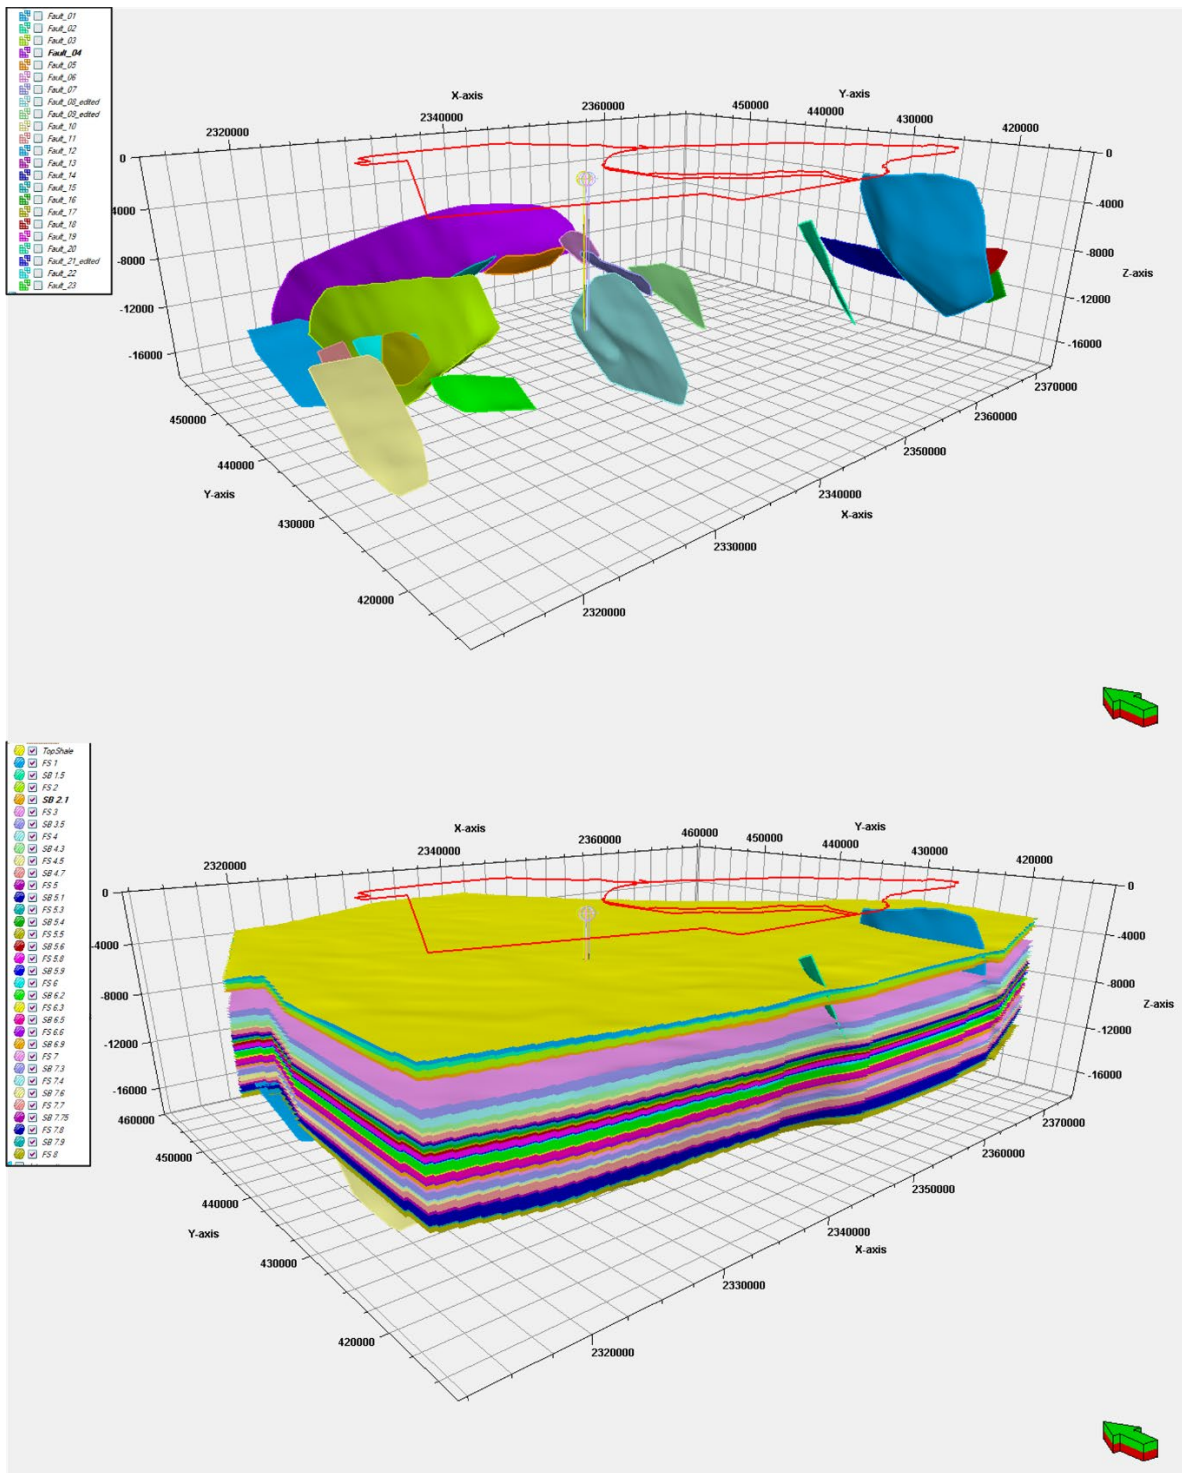 Fault_01
Fault_02
Fault_03
Fault_04
Fault_05
Fault_06
Fault_07
Fault_08_edited
Fault_09_edited
Fault_10
Fault_11
Fault_12
Fault_13
Fault_14
Fault_15
Fault_16
Fault_17
Fault_18
Fault_19
Fault_20
Fault_21_edited
Fault_22
Fault_23
X-axis
Y-axis
2320000
2340000
2360000
450000
440000
430000
420000
0
4000
-8000
-12000
-16000
0
-4000
-8000
Z-axis
-12000
-16000
450000
440000
Y-axis
430000
420000
2370000
2360000
2350000
2340000
X-axis
2330000
2320000
TopShale
FS 1
SB 1.5
FS 2
SB 2.1
FS 3
SB 3.5
FS 4
SB 4.3
FS 4.5
SB 4.7
FS 5
SB 5.1
FS 5.3
SB 5.4
FS 5.5
SB 5.6
FS 5.8
SB 5.9
FS 6
SB 6.2
FS 6.3
SB 6.5
FS 6.6
SB 6.9
FS 7
SB 7.3
FS 7.4
SB 7.6
FS 7.7
SB 7.75
FS 7.8
SB 7.9
FS 8
X-axis
Y-axis
2320000
2340000
2360000
460000
450000
440000
430000
420000
0
-4000
-8000
-12000
-16000
0
-4000
-8000
Z-axis
-12000
-16000
460000
450000
440000
Y-axis
430000
420000
2370000
2360000
2350000
2340000
X-axis
2330000
2320000